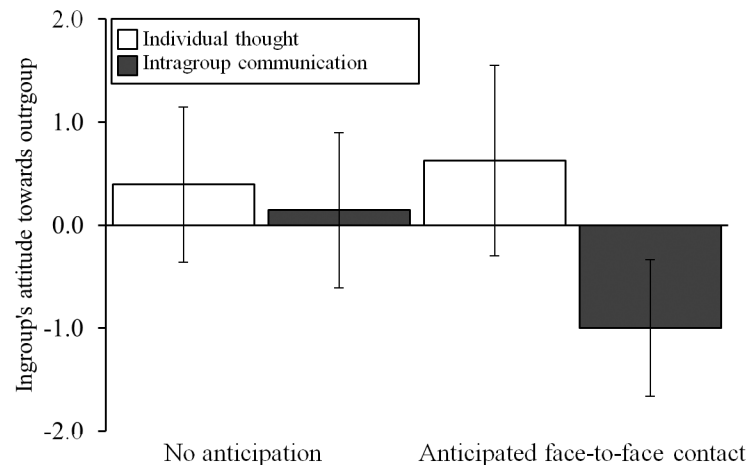 2.0
Individual thought
Intragroup communication
1.0
0.0
-1.0
-2.0
Ingroup's attitude towards outrgoup
No anticipation
Anticipated face-to-face contact